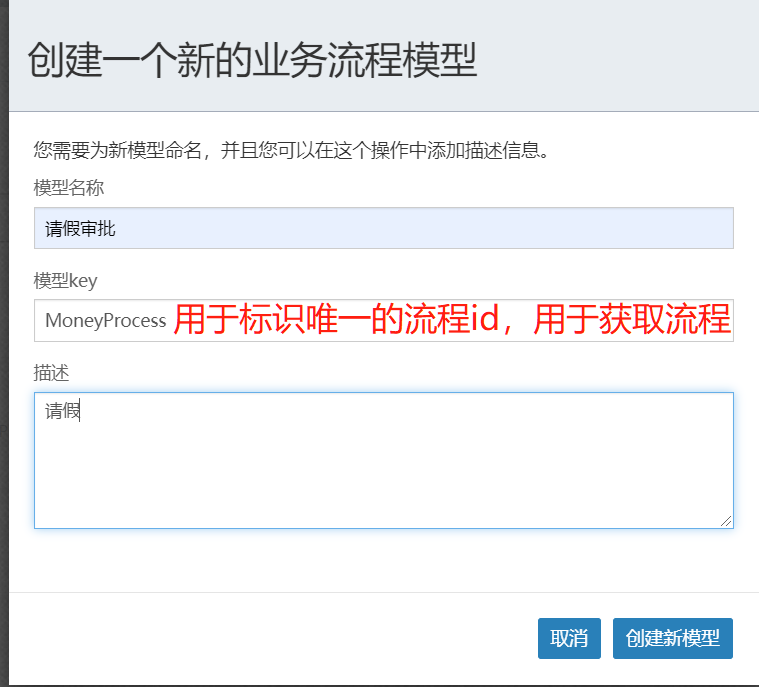 创建一个新的业务流程模型
您需要为新模型命名，并且您可以在这个操作中添加描述信息。
模型名称
请假审批
模型key
MoneyProcess 用于标识唯一的流程id，用于获取流程
描述
请假
取消 创建新模型